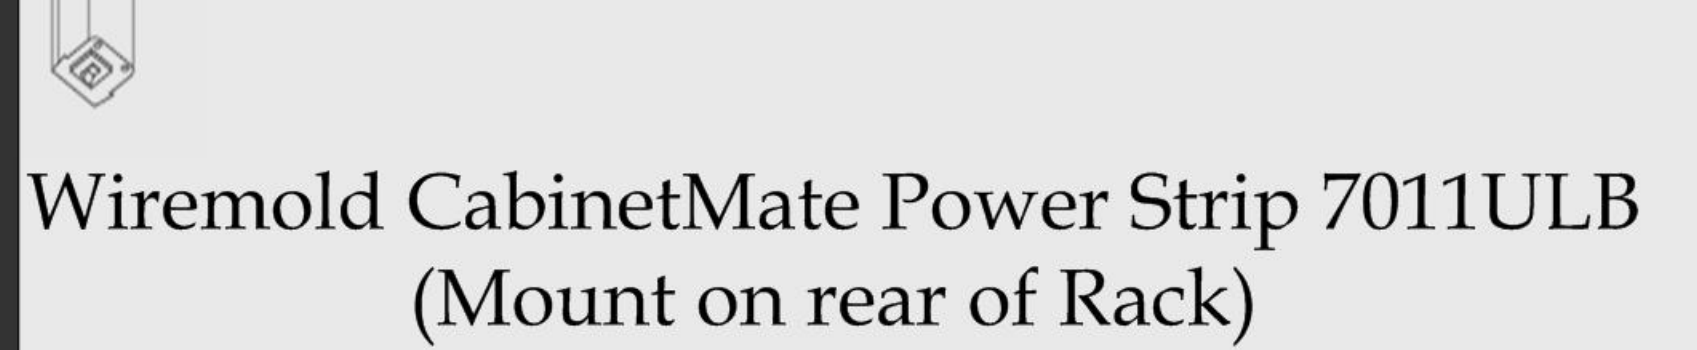 Wiremold CabinetMate Power Strip 7011ULB
(Mount on rear of Rack)